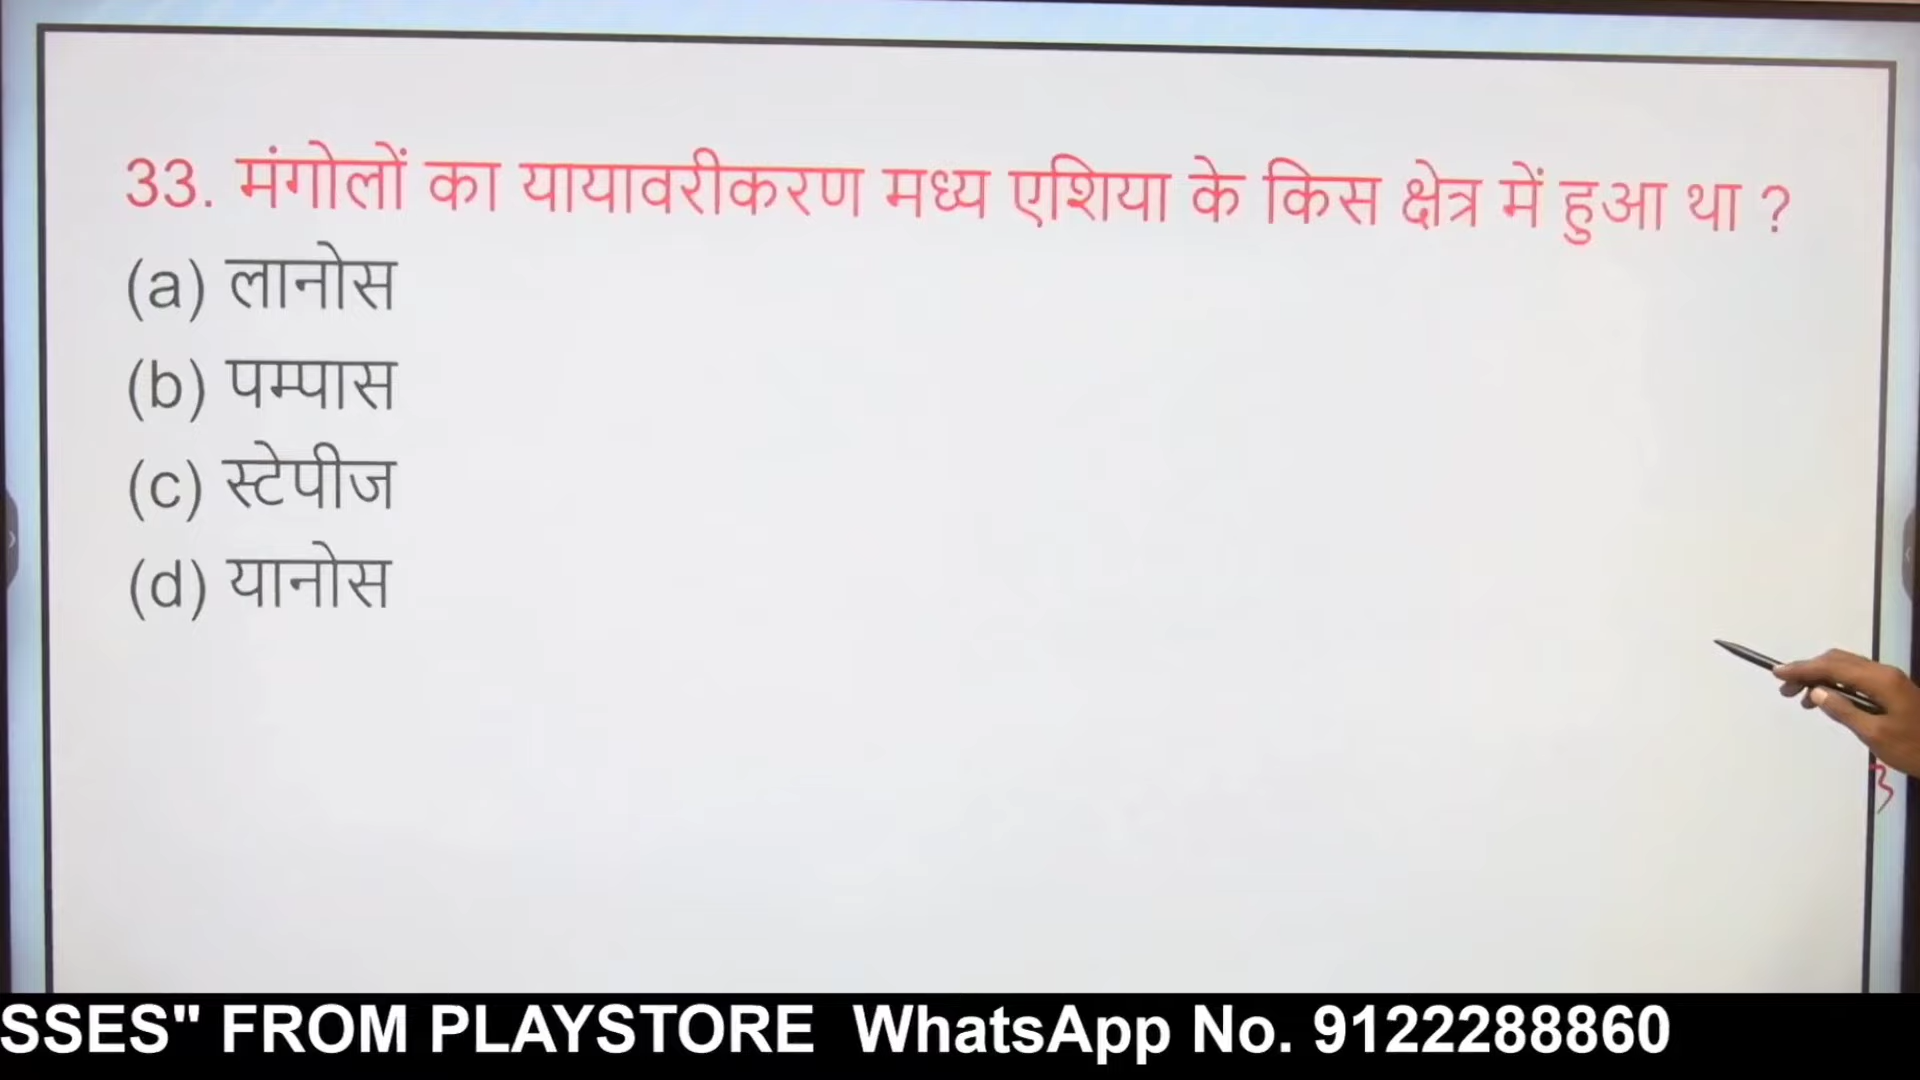 33. मंगोलों का यायावरीकरण मध्य एशिया के किस क्षेत्र में हुआ था ?
(a) लानोस
(b) पम्पास
(c) स्टेपीज
(d) यानोस
SSES" FROM PLAYSTORE WhatsApp No. 9122288860